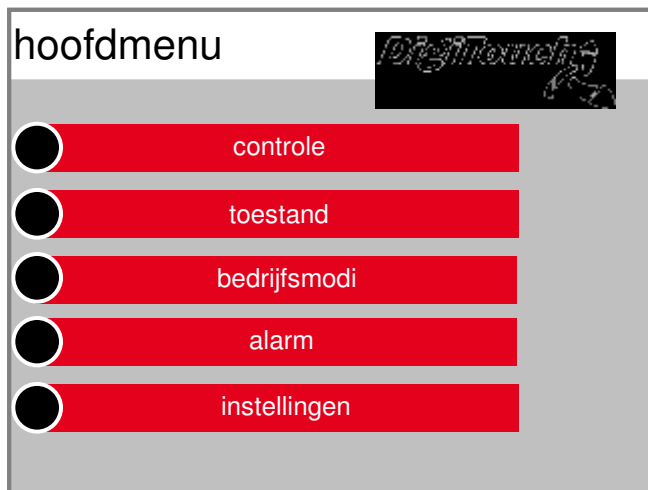 hoofdmenu
DigiTouch
controle
toestand
bedrijfsmodi
alarm
instellingen